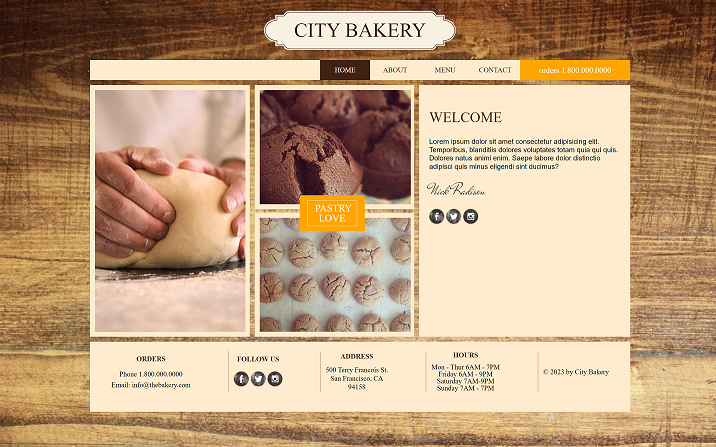 CITY BAKERY
HOME
ABOUT
MENU
CONTACT
orders 1.800.000.0000
WELCOME
Lorem ipsum dolor sit amet consectetur adipisicing elit.
Temporibus, blanditiis dolores voluptates totam quia qui quis.
Dolores natus animi enim. Saepe labore dolor distinctio
adipisci quis minus eligendi sint ducimus?
Nick Radison
PASTRY
LOVE
ORDERS
Phone 1.800.000.0000
Email: info@thebakery.com
FOLLOW US
ADDRESS
500 Terry Francois St.
San Francisco, CA
94158
HOURS
Mon - Thur 6AM - 7PM
Friday 6AM - 9PM
Saturday 7AM-9PM
Sunday 7AM - 7PM
© 2023 by City Bakery